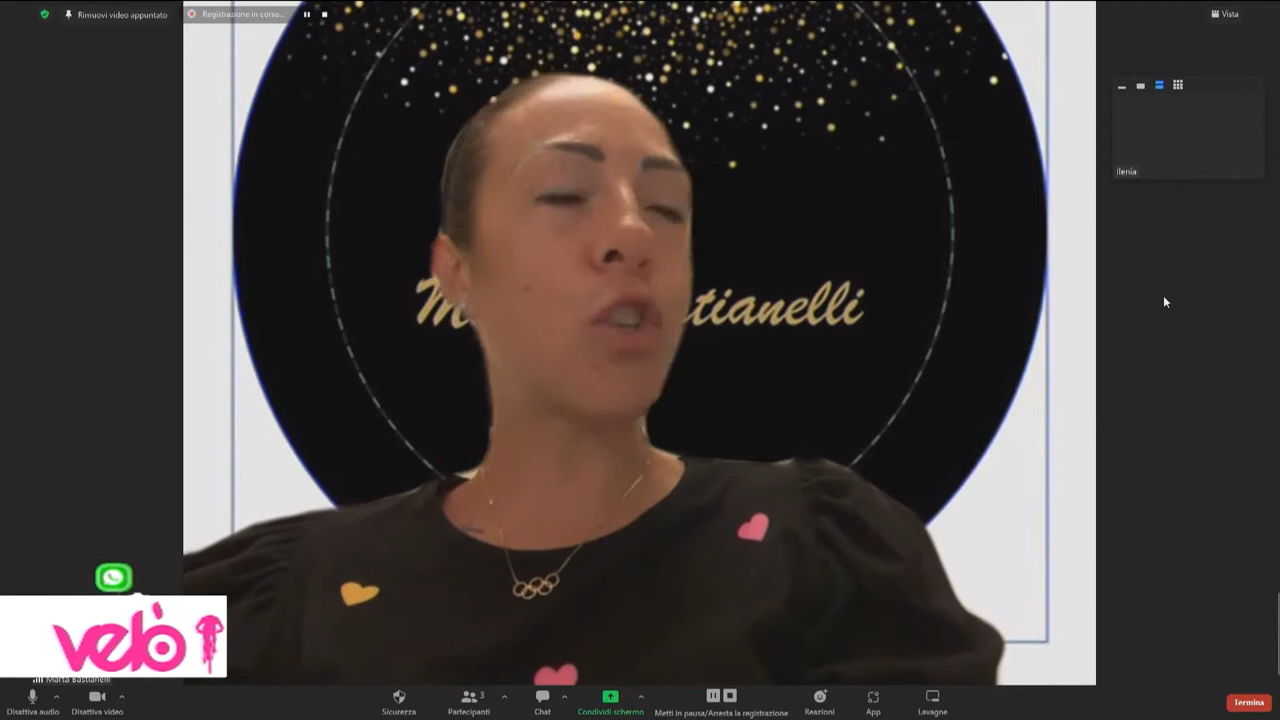 Rimuovi video appuntato
Registrazione in corso...
Vista
Ilenia
M tianelli
velò
Marta Bastianelli
Disattiva audio
Disattiva video
Sicurezza
Partecipanti
3
Chat
Condividi schermo
Metti in pausa/Arresta la registrazione
Reazioni
App
Lavagne
Termina